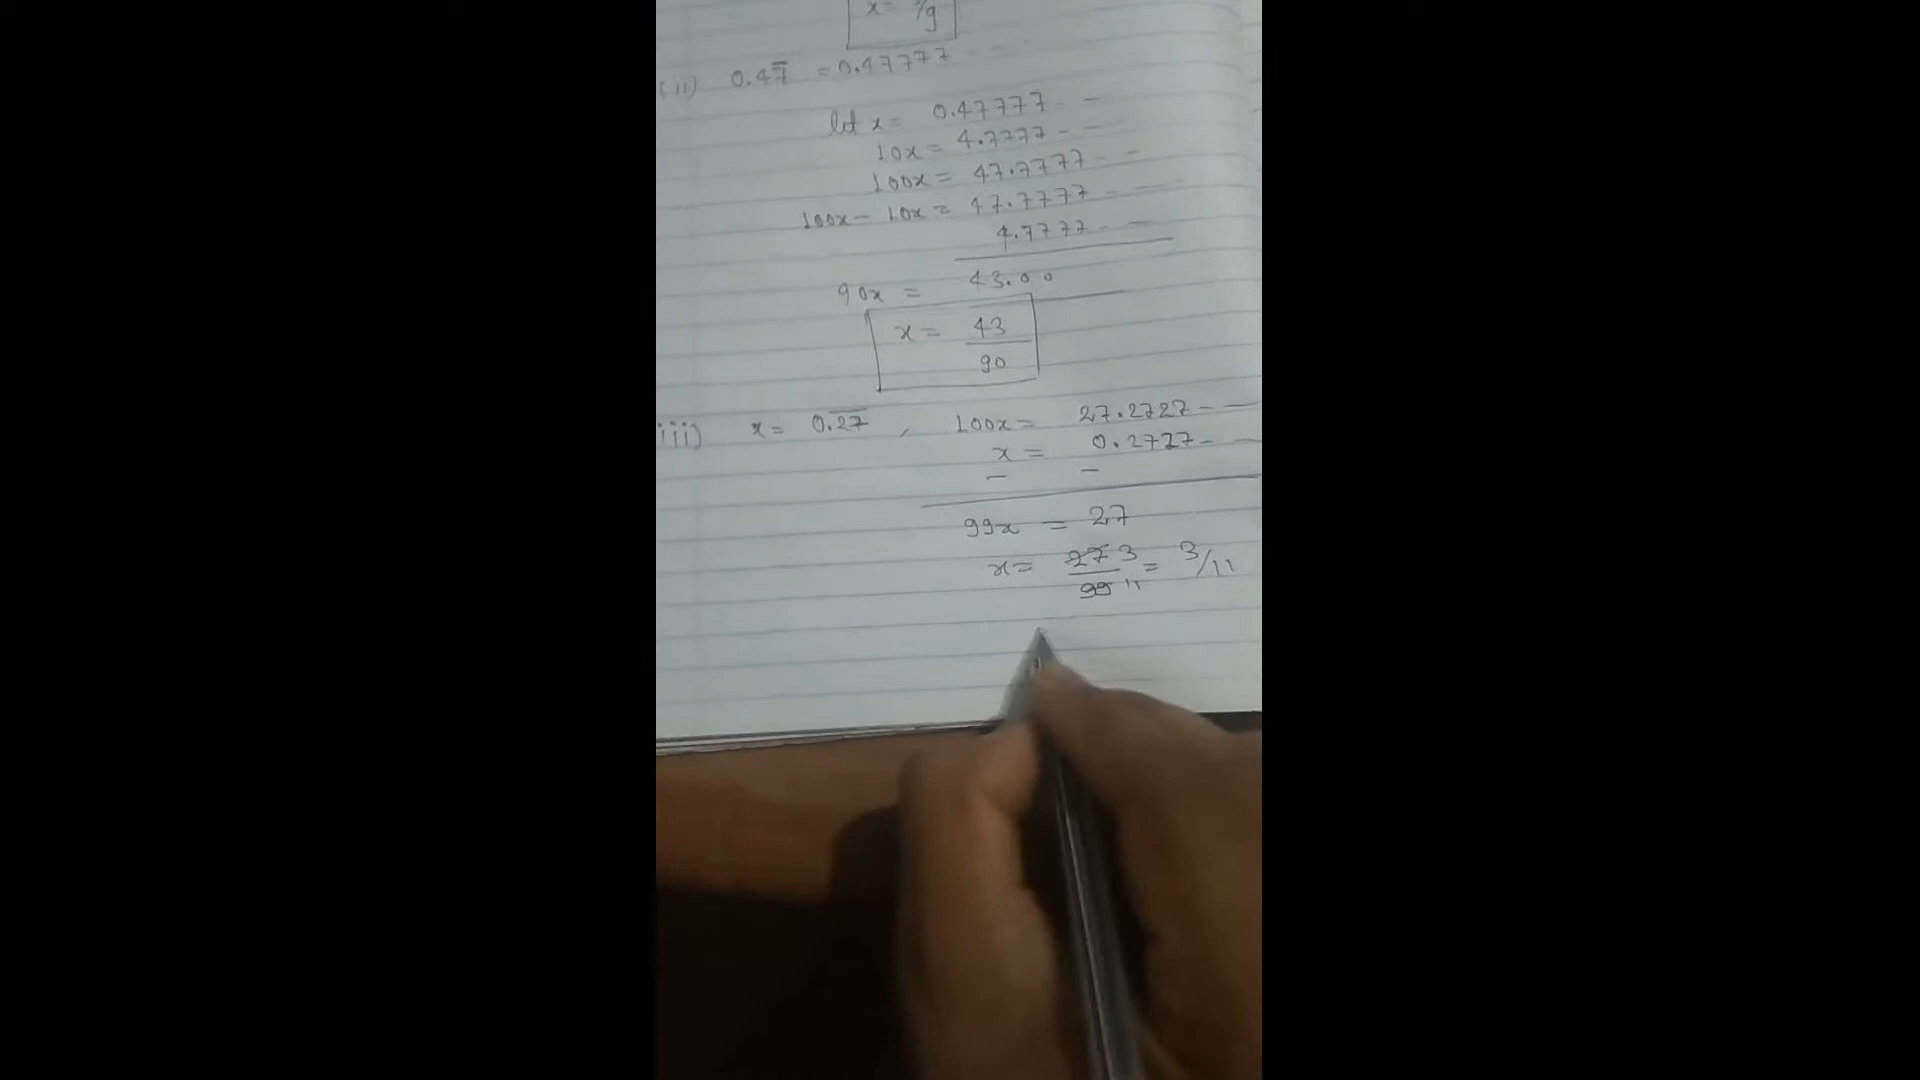 x = /9
(ii) 0.47̅ = 0.47777 - - -
let x = 0.47777 - -
10x = 4.7777 - - -
100x = 47.7777 - - -
100x - 10x = 47.7777 - - -
4.7777 - - -
90x = 43.00
x = 43/90
iii) x = 0.2̅7̅ , 100x = 27.2727 - - -
x = 0.2727 - - -
- -
99x = 27
x = 27 3 / 99 11 = 3/11